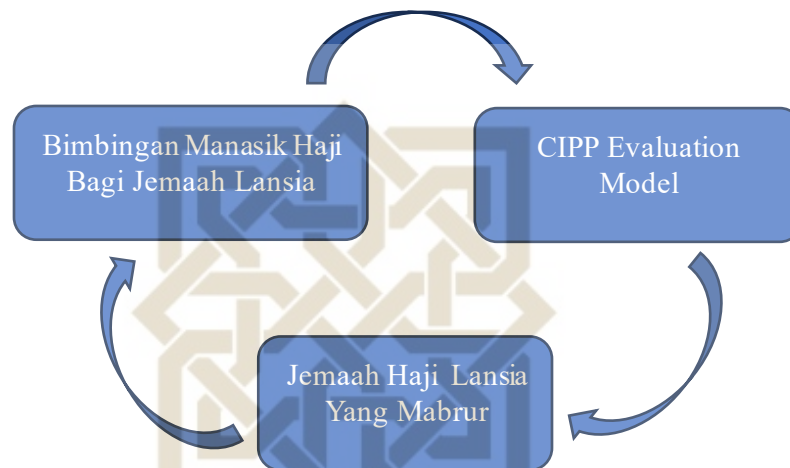 Bimbingan Manasik Haji
Bagi Jemaah Lansia
CIPP Evaluation
Model
Jemaah Haji Lansia
Yang Mabrur